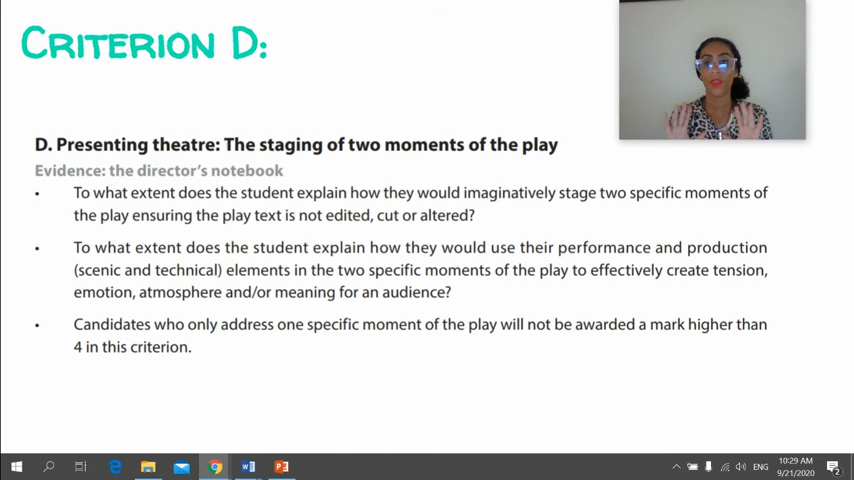 CRITERION D:
D. Presenting theatre: The staging of two moments of the play
Evidence: the director's notebook
• To what extent does the student explain how they would imaginatively stage two specific moments of
the play ensuring the play text is not edited, cut or altered?
• To what extent does the student explain how they would use their performance and production
(scenic and technical) elements in the two specific moments of the play to effectively create tension,
emotion, atmosphere and/or meaning for an audience?
• Candidates who only address one specific moment of the play will not be awarded a mark higher than
4 in this criterion.
ENG
10:29 AM
9/21/2020
2